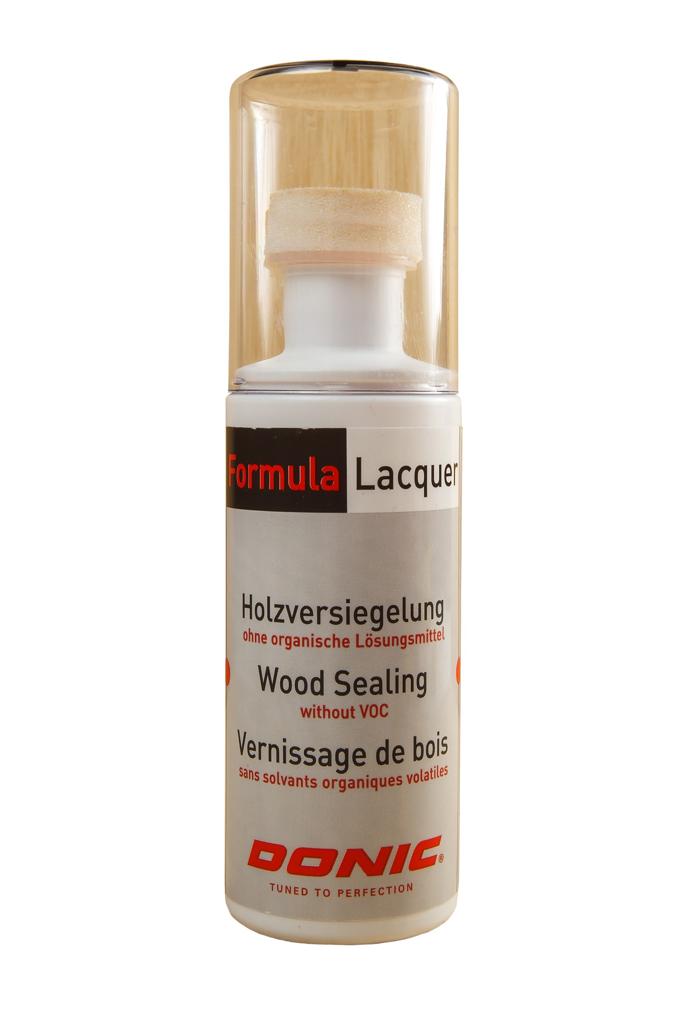 Formula Lacquer
Holzversiegelung
ohne organische Lösungsmittel
Wood Sealing
without VOC
Vernissage de bois
sans solvants organiques volatiles
DONIC®
TUNED TO PERFECTION